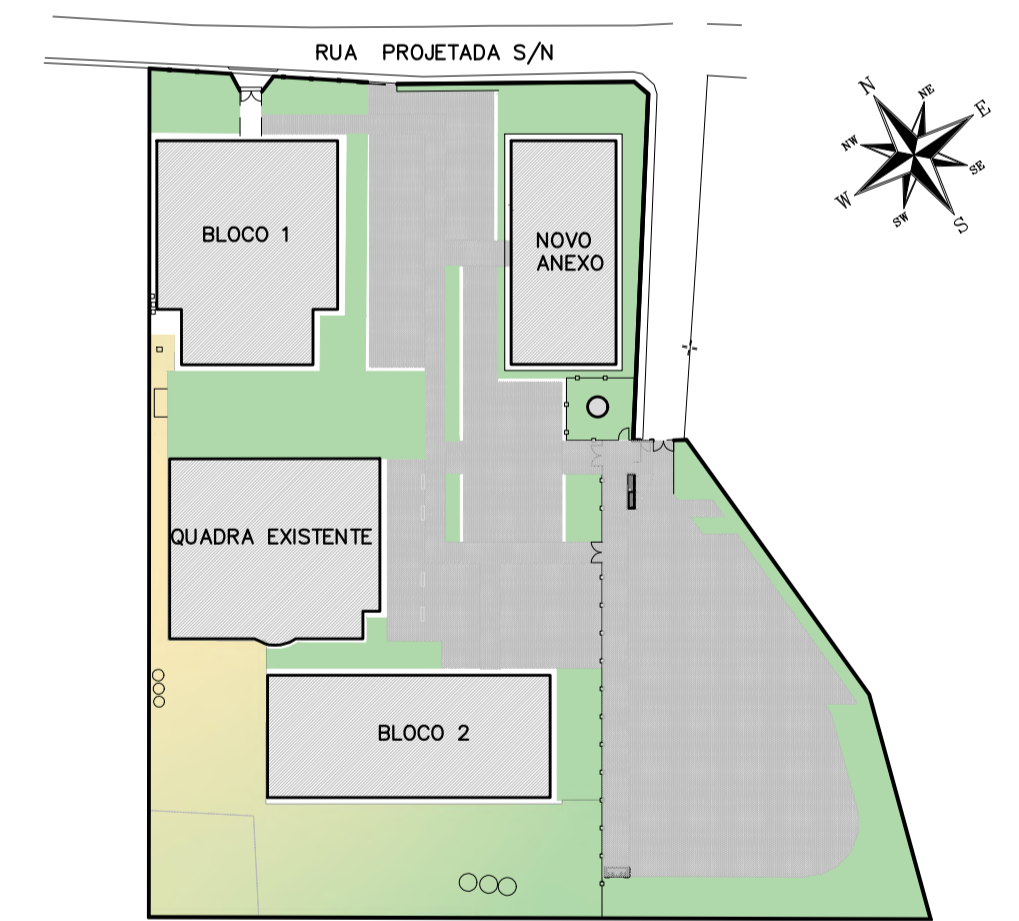 RUA PROJETADA S/N
N
NE
E
NW
SE
W
SW
S
BLOCO 1
NOVO
ANEXO
QUADRA EXISTENTE
BLOCO 2